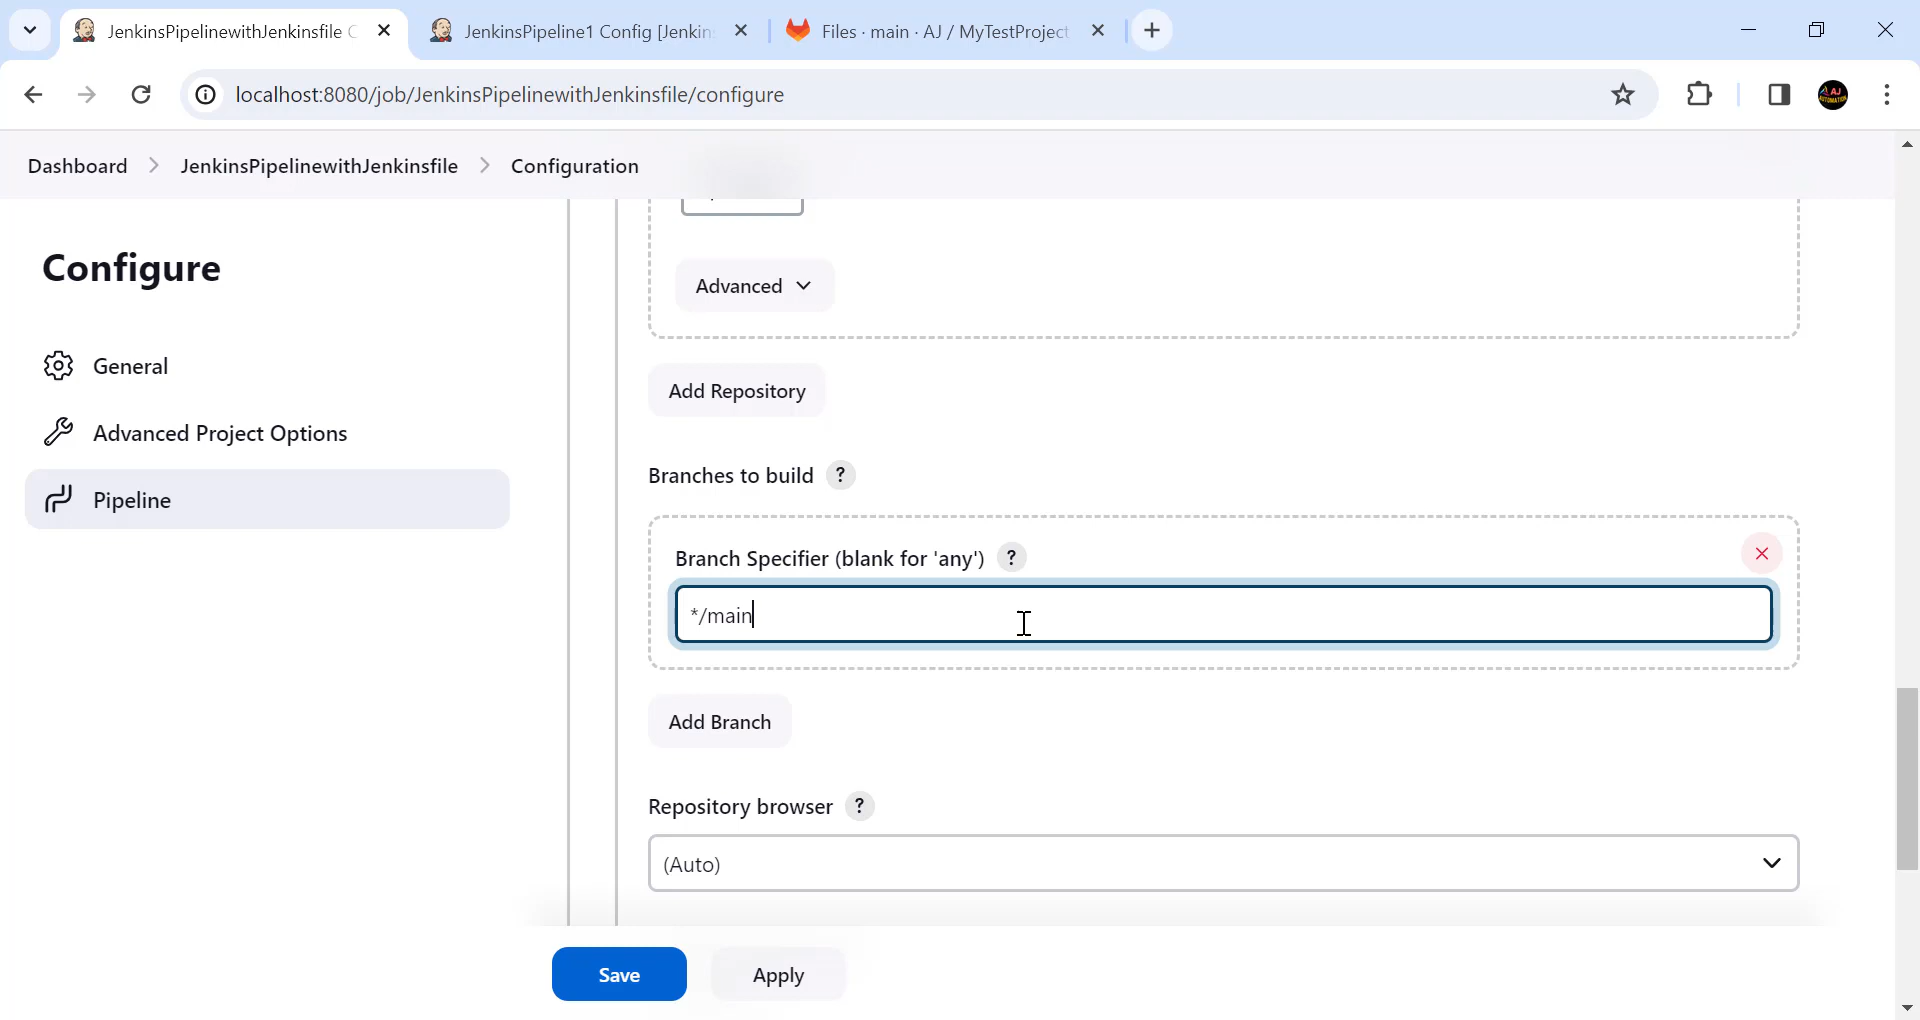 JenkinsPipelinewithJenkinsfile C
JenkinsPipeline1 Config [Jenkins
Files · main · AJ / MyTestProject
localhost:8080/job/JenkinsPipelinewithJenkinsfile/configure
Dashboard > JenkinsPipelinewithJenkinsfile > Configuration
Configure
General
Advanced Project Options
Pipeline
Advanced
Add Repository
Branches to build ?
Branch Specifier (blank for 'any') ?
*/main
Add Branch
Repository browser ?
(Auto)
Save
Apply